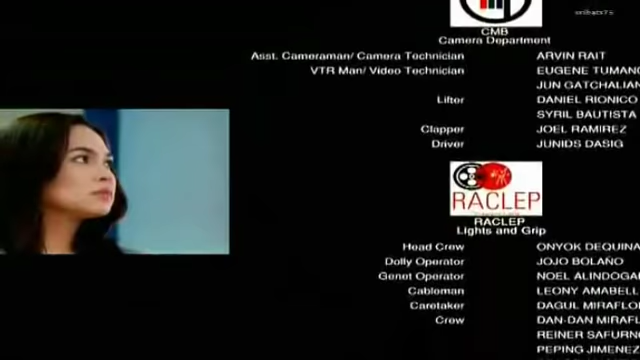 CMB
Camera Department
Asst. Cameraman/ Camera Technician ARVIN RAIT
VTR Man/ Video Technician EUGENE TUMANG
JUN GATCHALIAN
Lifter DANIEL RIONICO
SYRIL BAUTISTA
Clapper JOEL RAMIREZ
Driver JUNIDS DASIG
RACLEP
RACLEP
Lights and Grip
Head Crew ONYOK DEQUINA
Dolly Operator JOJO BOLAÑO
Genet Operator NOEL ALINDOGA
Cableman LEONY AMABELL
Caretaker DAGUL MIRAFLO
Crew DAN-DAN MIRAFL
REINER SAFURNO
PEPING JIMENEZ